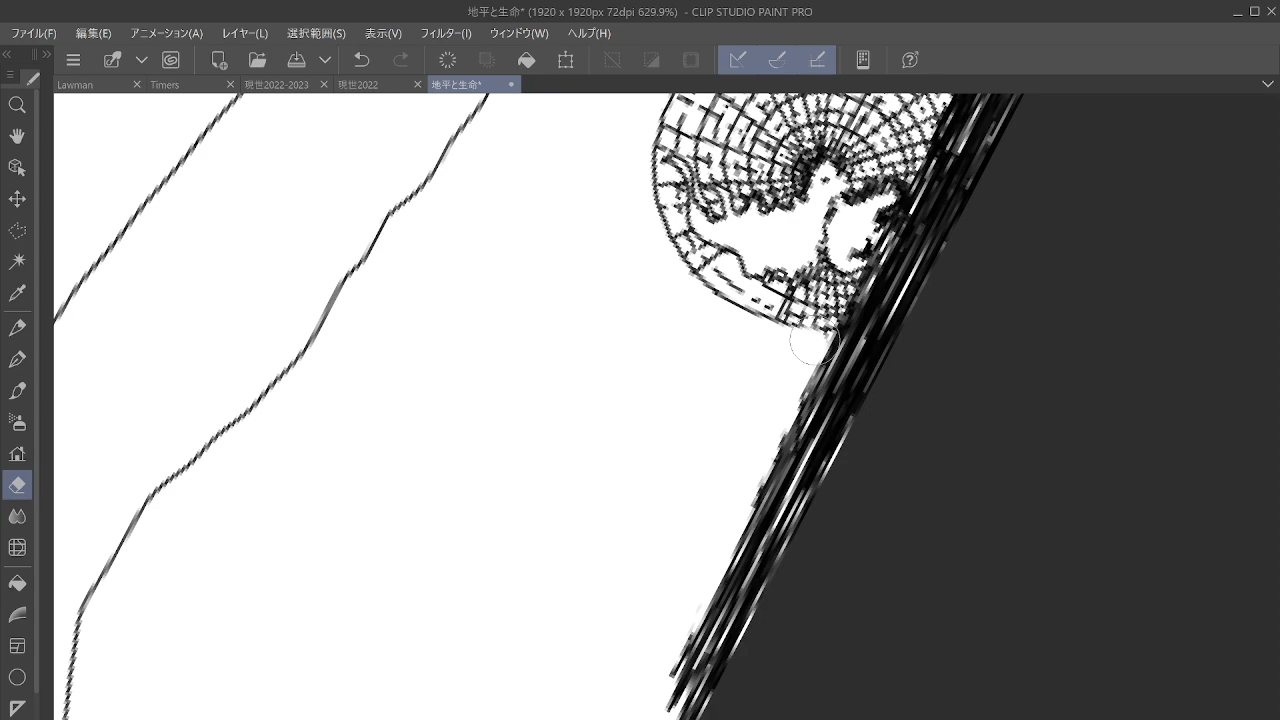 地平と生命* (1920 x 1920px 72dpi 629.9%) - CLIP STUDIO PAINT PRO
ファイル(F) 編集(E) アニメーション(A) レイヤー(L) 選択範囲(S) 表示(V) フィルター(I) ウィンドウ(W) ヘルプ(H)
Lawman Timers 現世2022-2023 現世2022 地平と生命*